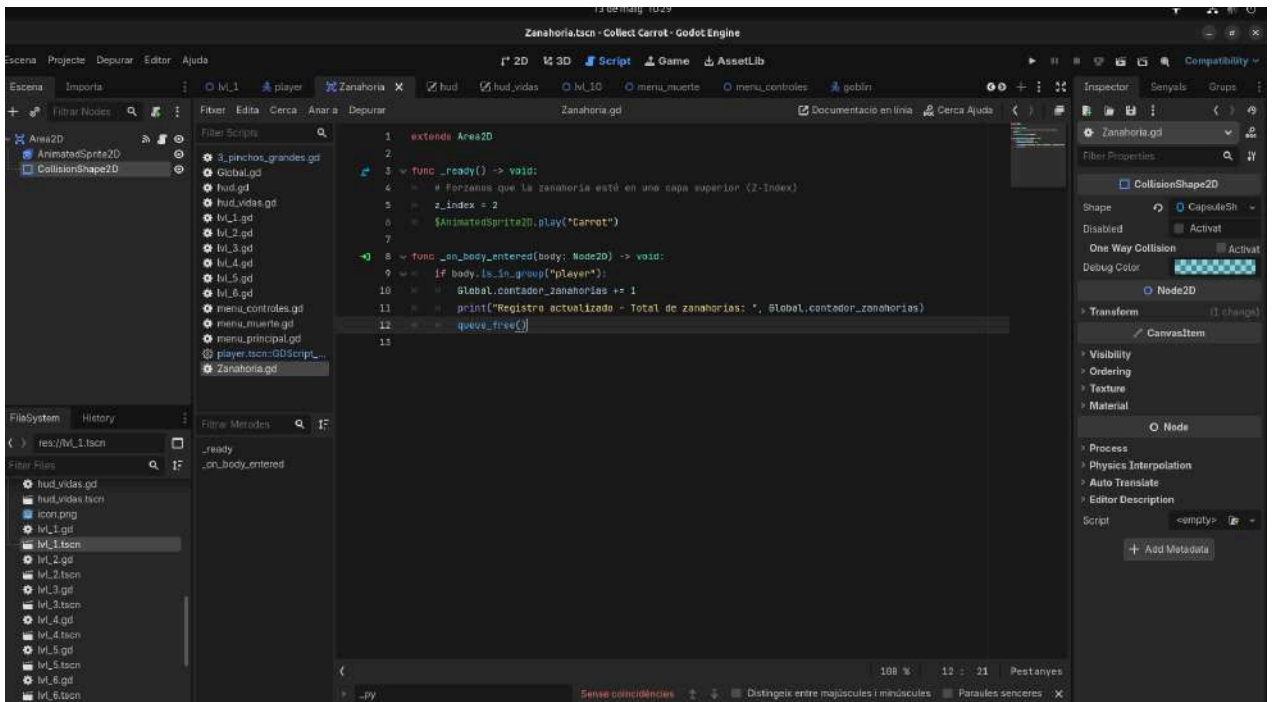 13 de maig 10:29
Zanahoria.tscn - Collect Carrot - Godot Engine
Escena Projecte Depurar Editor Ajuda
2D 3D Script Game AssetLib
Compatibility
Escena Importa
lvl_1 player Zanahoria hud hud_vidas lvl_10 menu_muerte menu_controles goblin
Inspector Senyals Grups
Filtrar Nodes
Fitxer Edita Cerca Anar a Depurar
Zanahoria.gd
Documentació en línia Cerca Ajuda
Area2D
AnimatedSprite2D
CollisionShape2D
Filter Scripts
3_pinchos_grandes.gd
Global.gd
hud.gd
hud_vidas.gd
lvl_1.gd
lvl_2.gd
lvl_3.gd
lvl_4.gd
lvl_5.gd
lvl_6.gd
menu_controles.gd
menu_muerte.gd
menu_principal.gd
player.tscn::GDScript_...
Zanahoria.gd
Filtrar Mètodes
_ready
_on_body_entered
1 extends Area2D
2
3 func _ready() -> void:
4 # Forzamos que la zanahoria esté en una capa superior (Z-Index)
5 z_index = 2
6 $AnimatedSprite2D.play("Carrot")
7
8 func _on_body_entered(body: Node2D) -> void:
9 if body.is_in_group("player"):
10 Global.contador_zanahorias += 1
11 print("Registro actualizado - Total de zanahorias: ", Global.contador_zanahorias)
12 queue_free()
13
108 % 12 : 21 Pestanyes
_py
Sense coincidències
Distingeix entre majúscules i minúscules
Paraules senceres
FileSystem History
res://lvl_1.tscn
Filter Files
hud_vidas.gd
hud_vidas.tscn
icon.png
lvl_1.gd
lvl_1.tscn
lvl_2.gd
lvl_2.tscn
lvl_3.gd
lvl_3.tscn
lvl_4.gd
lvl_4.tscn
lvl_5.gd
lvl_5.tscn
lvl_6.gd
lvl_6.tscn
Zanahoria.gd
Filter Properties
CollisionShape2D
Shape CapsuleSh
Disabled Activat
One Way Collision Activat
Debug Color
Node2D
Transform (1 change)
CanvasItem
Visibility
Ordering
Texture
Material
Node
Process
Physics Interpolation
Auto Translate
Editor Description
Script <empty>
Add Metadata